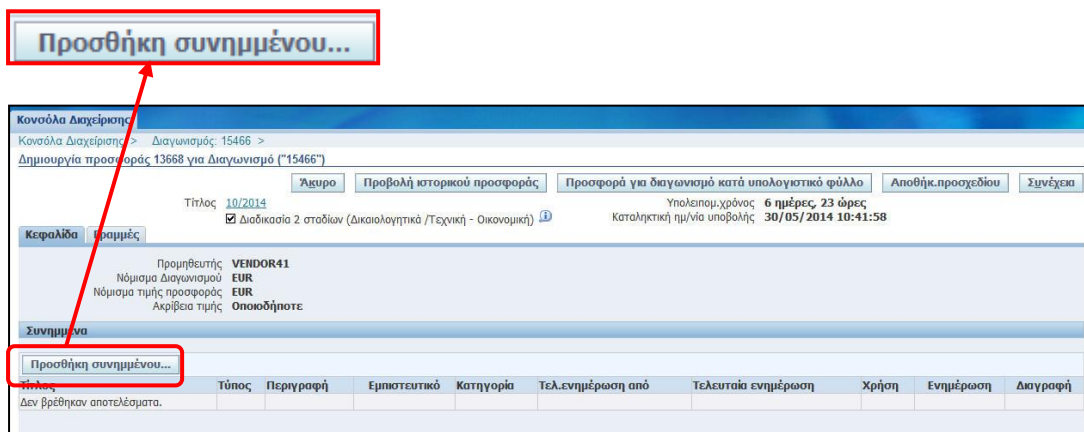 Προσθήκη συνημμένου...
Κονσόλα Διαχείρισης
Κονσόλα Διαχείρισης > Διαγωνισμός: 15466 >
Δημιουργία προσφοράς 13668 για Διαγωνισμό ("15466")
Άκυρο Προβολή ιστορικού προσφοράς Προσφορά για διαγωνισμό κατά υπολογιστικό φύλλο Αποθήκ.προσχεδίου Συνέχεια
Τίτλος 10/2014 Υπολειπομ.χρόνος 6 ημέρες, 23 ώρες
Διαδικασία 2 σταδίων (Δικαιολογητικά /Τεχνική - Οικονομική) Καταληκτική ημ/νία υποβολής 30/05/2014 10:41:58
Κεφαλίδα Γραμμές
Προμηθευτής VENDOR41
Νόμισμα Διαγωνισμού EUR
Νόμισμα τιμής προσφοράς EUR
Ακρίβεια τιμής Οποιοδήποτε
Συνημμένα
Προσθήκη συνημμένου...
Τίτλος Τύπος Περιγραφή Εμπιστευτικό Κατηγορία Τελ.ενημέρωση από Τελευταία ενημέρωση Χρήση Ενημέρωση Διαγραφή
Δεν βρέθηκαν αποτελέσματα.